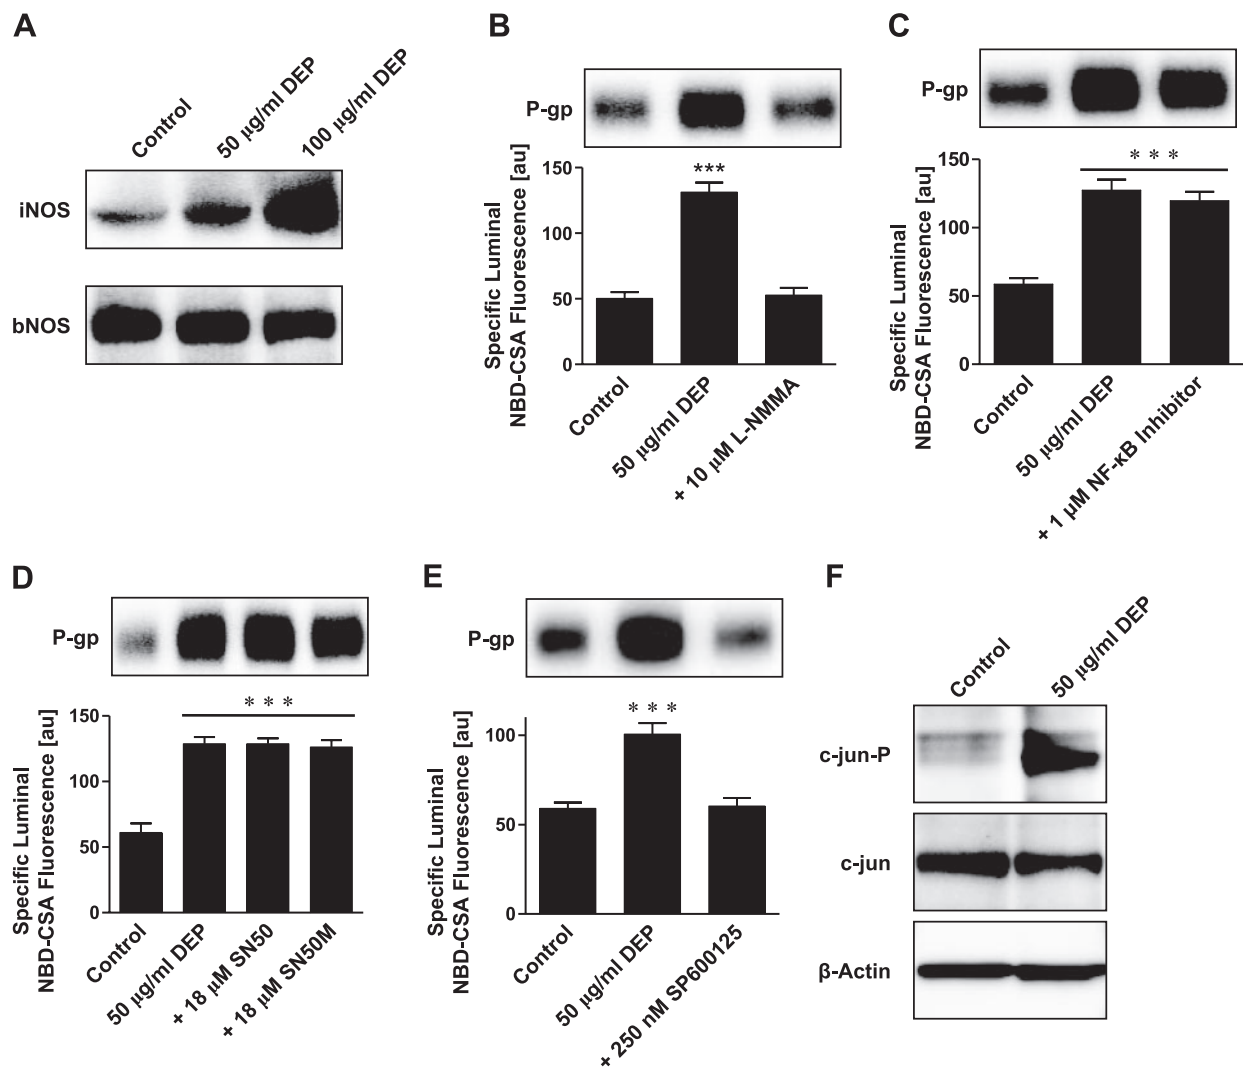 A
Control
50 µg/ml DEP
100 µg/ml DEP
iNOS
bNOS
B
P-gp
Specific Luminal
NBD-CSA Fluorescence [au]
150
100
50
0
***
Control
50 µg/ml DEP
+ 10 µM L-NMMA
C
P-gp
Specific Luminal
NBD-CSA Fluorescence [au]
150
100
50
0
* * *
Control
50 µg/ml DEP
+ 1 µM NF-κB Inhibitor
D
P-gp
Specific Luminal
NBD-CSA Fluorescence [au]
150
100
50
0
* * *
Control
50 µg/ml DEP
+ 18 µM SN50
+ 18 µM SN50M
E
P-gp
Specific Luminal
NBD-CSA Fluorescence [au]
100
50
0
* * *
Control
50 µg/ml DEP
+ 250 nM SP600125
F
Control
50 µg/ml DEP
c-jun-P
c-jun
β-Actin